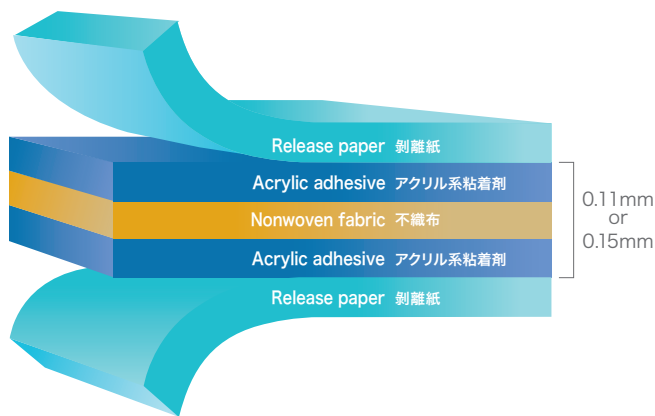 Release paper 剥離紙
Acrylic adhesive アクリル系粘着剤
Nonwoven fabric 不織布
Acrylic adhesive アクリル系粘着剤
Release paper 剥離紙
0.11mm
or
0.15mm